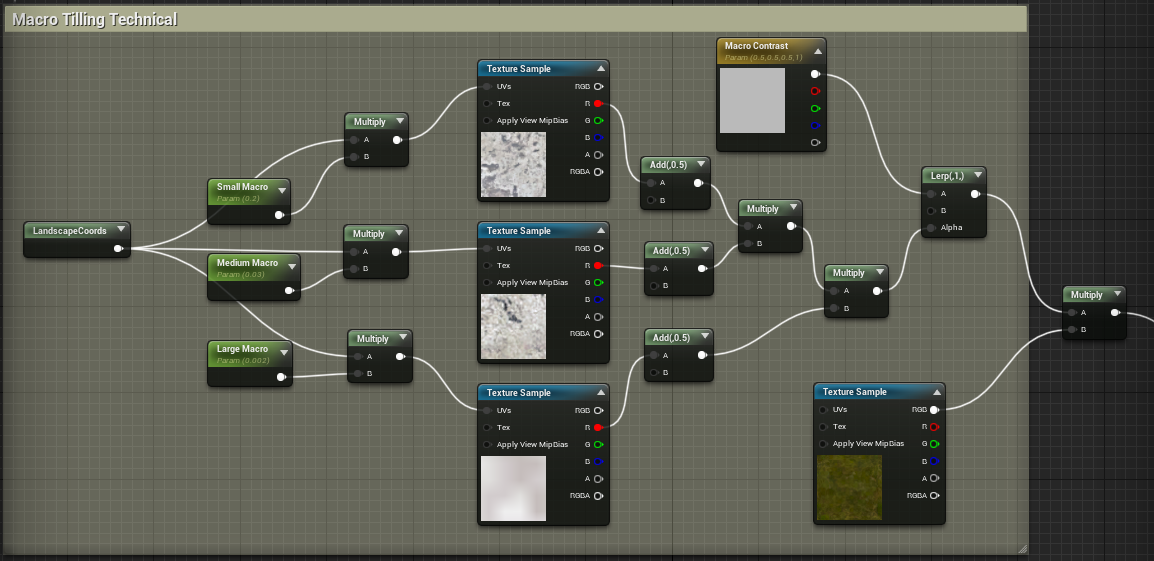 Macro Tilling Technical
LandscapeCoords
Small Macro
Param (0.2)
Medium Macro
Param (0.03)
Large Macro
Param (0.002)
Multiply
A
B
Multiply
A
B
Multiply
A
B
Texture Sample
UVs RGB
Tex R
Apply View MipBias G
B
A
RGBA
Texture Sample
UVs RGB
Tex R
Apply View MipBias G
B
A
RGBA
Texture Sample
UVs RGB
Tex R
Apply View MipBias G
B
A
RGBA
Add(,0.5)
A
B
Add(,0.5)
A
B
Add(,0.5)
A
B
Macro Contrast
Param (0.5,0.5,0.5,1)
Multiply
A
B
Multiply
A
B
Lerp(,1,)
A
B
Alpha
Texture Sample
UVs RGB
Tex R
Apply View MipBias G
B
A
RGBA
Multiply
A
B